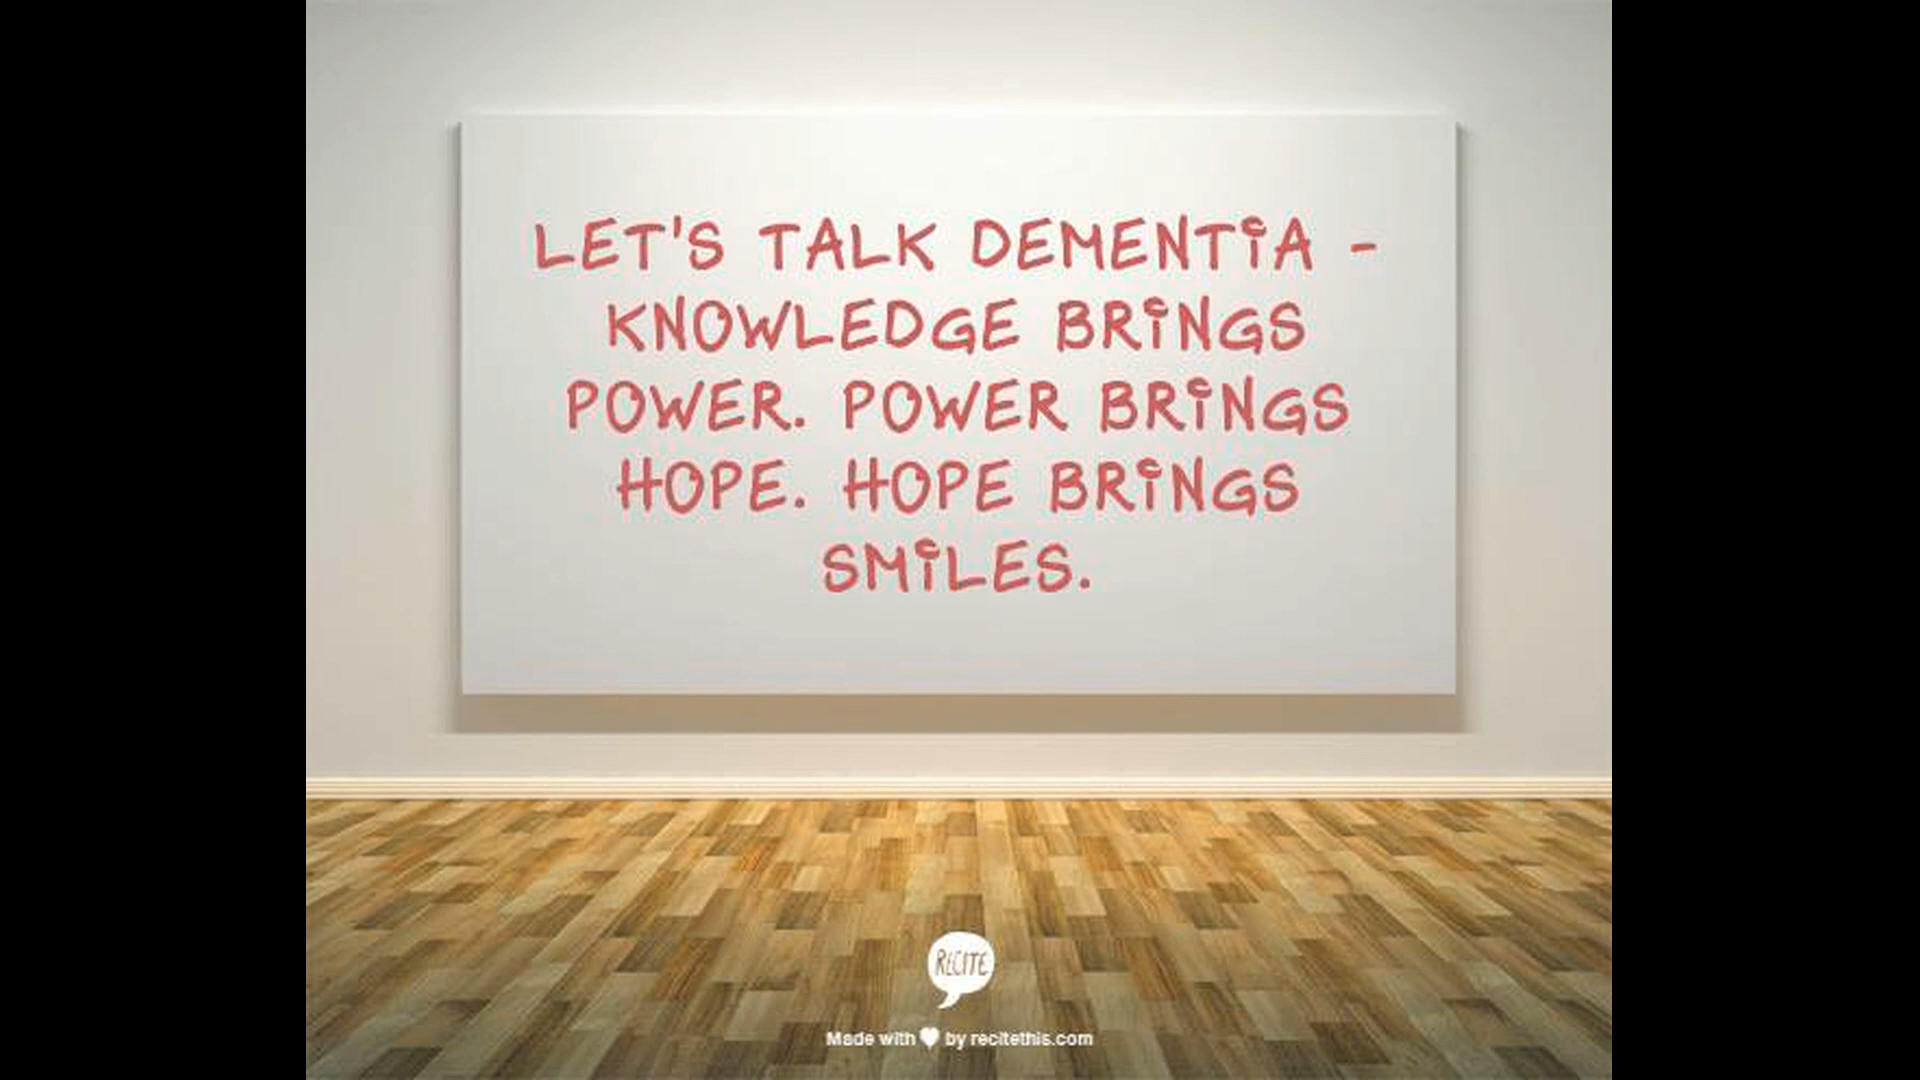 LET'S TALK DEMENTIA -
KNOWLEDGE BRINGS
POWER. POWER BRINGS
HOPE. HOPE BRINGS
SMILES.
RECITE
Made with ♥ by recitethis.com